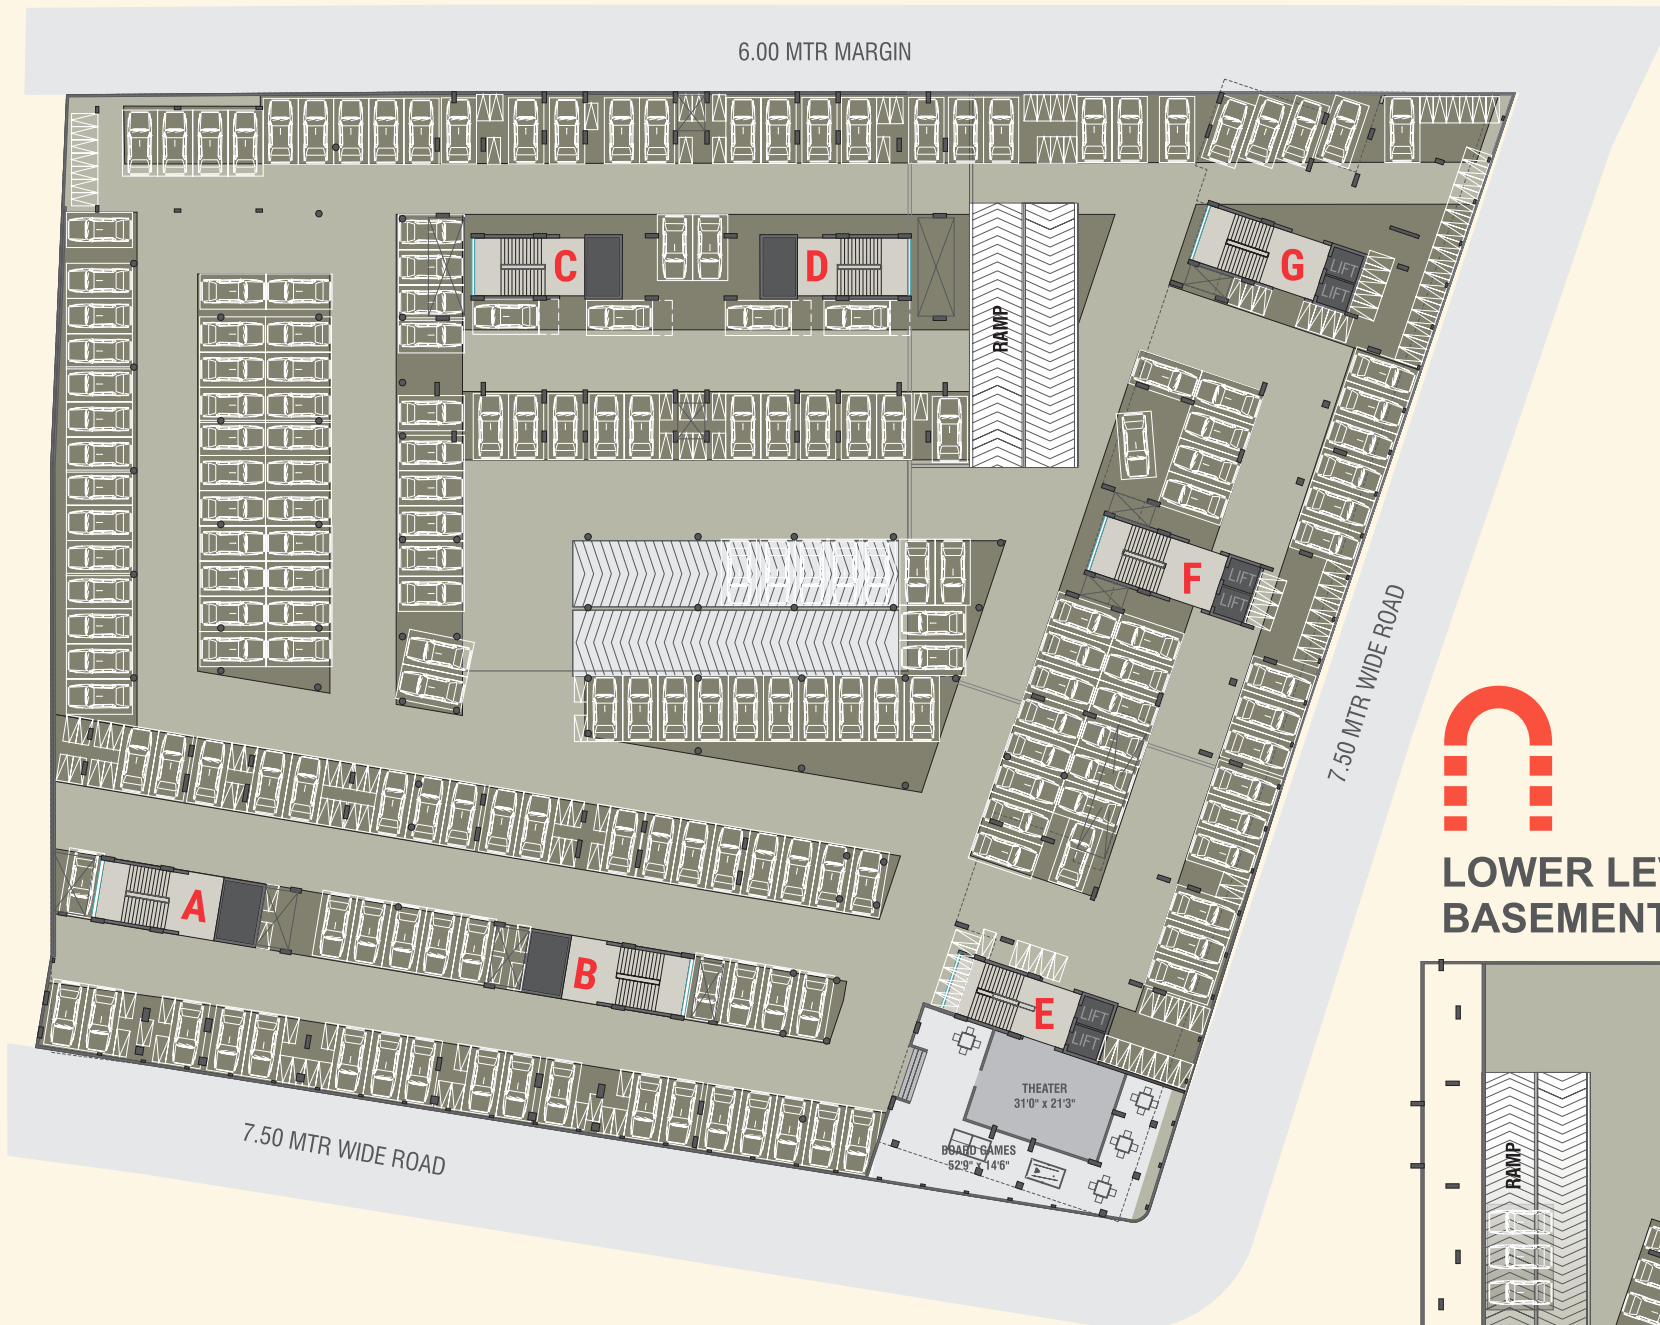 6.00 MTR MARGIN
C
D
G
LIFT
LIFT
RAMP
F
LIFT
LIFT
7.50 MTR WIDE ROAD
A
B
E
LIFT
LIFT
THEATER
31'0" x 21'3"
BOARD GAMES
52'9" x 14'6"
7.50 MTR WIDE ROAD
LOWER LE
BASEMENT
RAMP